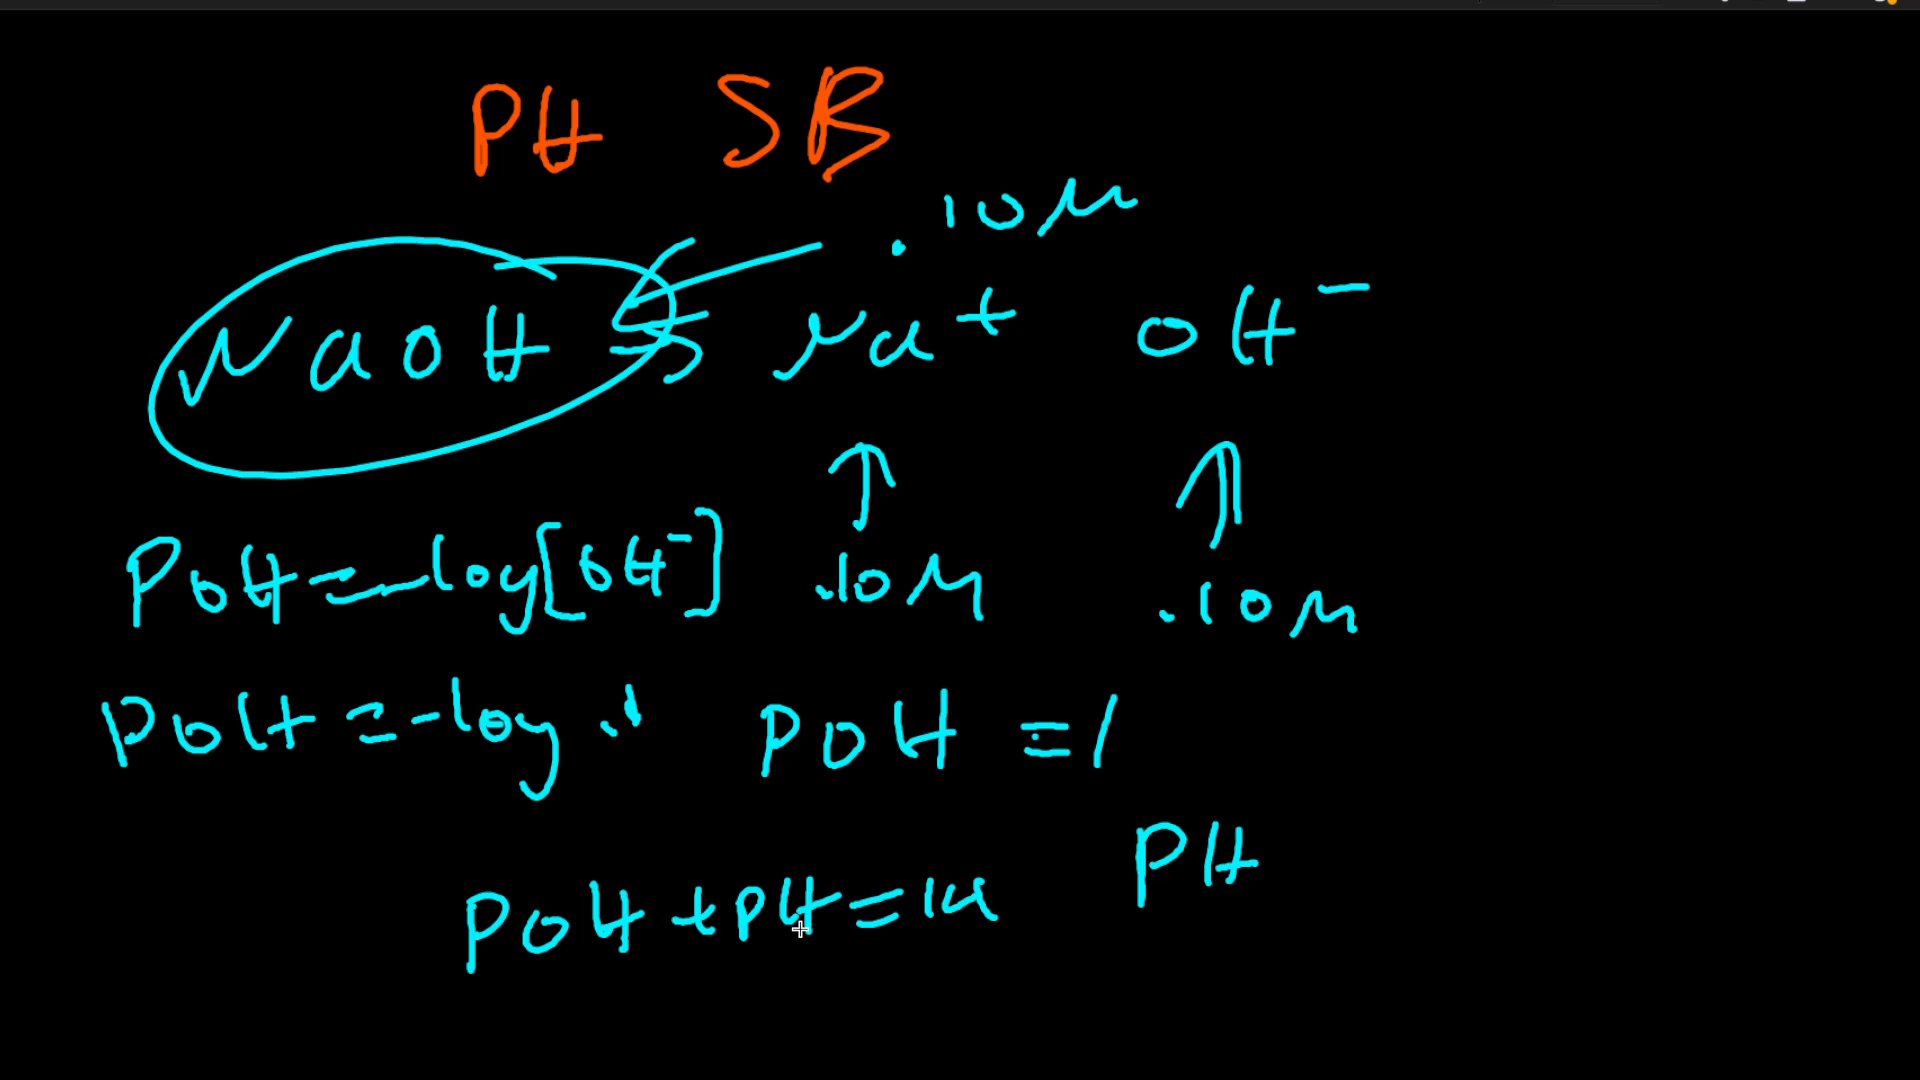 PH SB
.10M
NaOH ⇌ Na+ OH-
POH=-log[OH-] .10M .10M
POH=-log .1 POH=1
PH
POH+PH=14